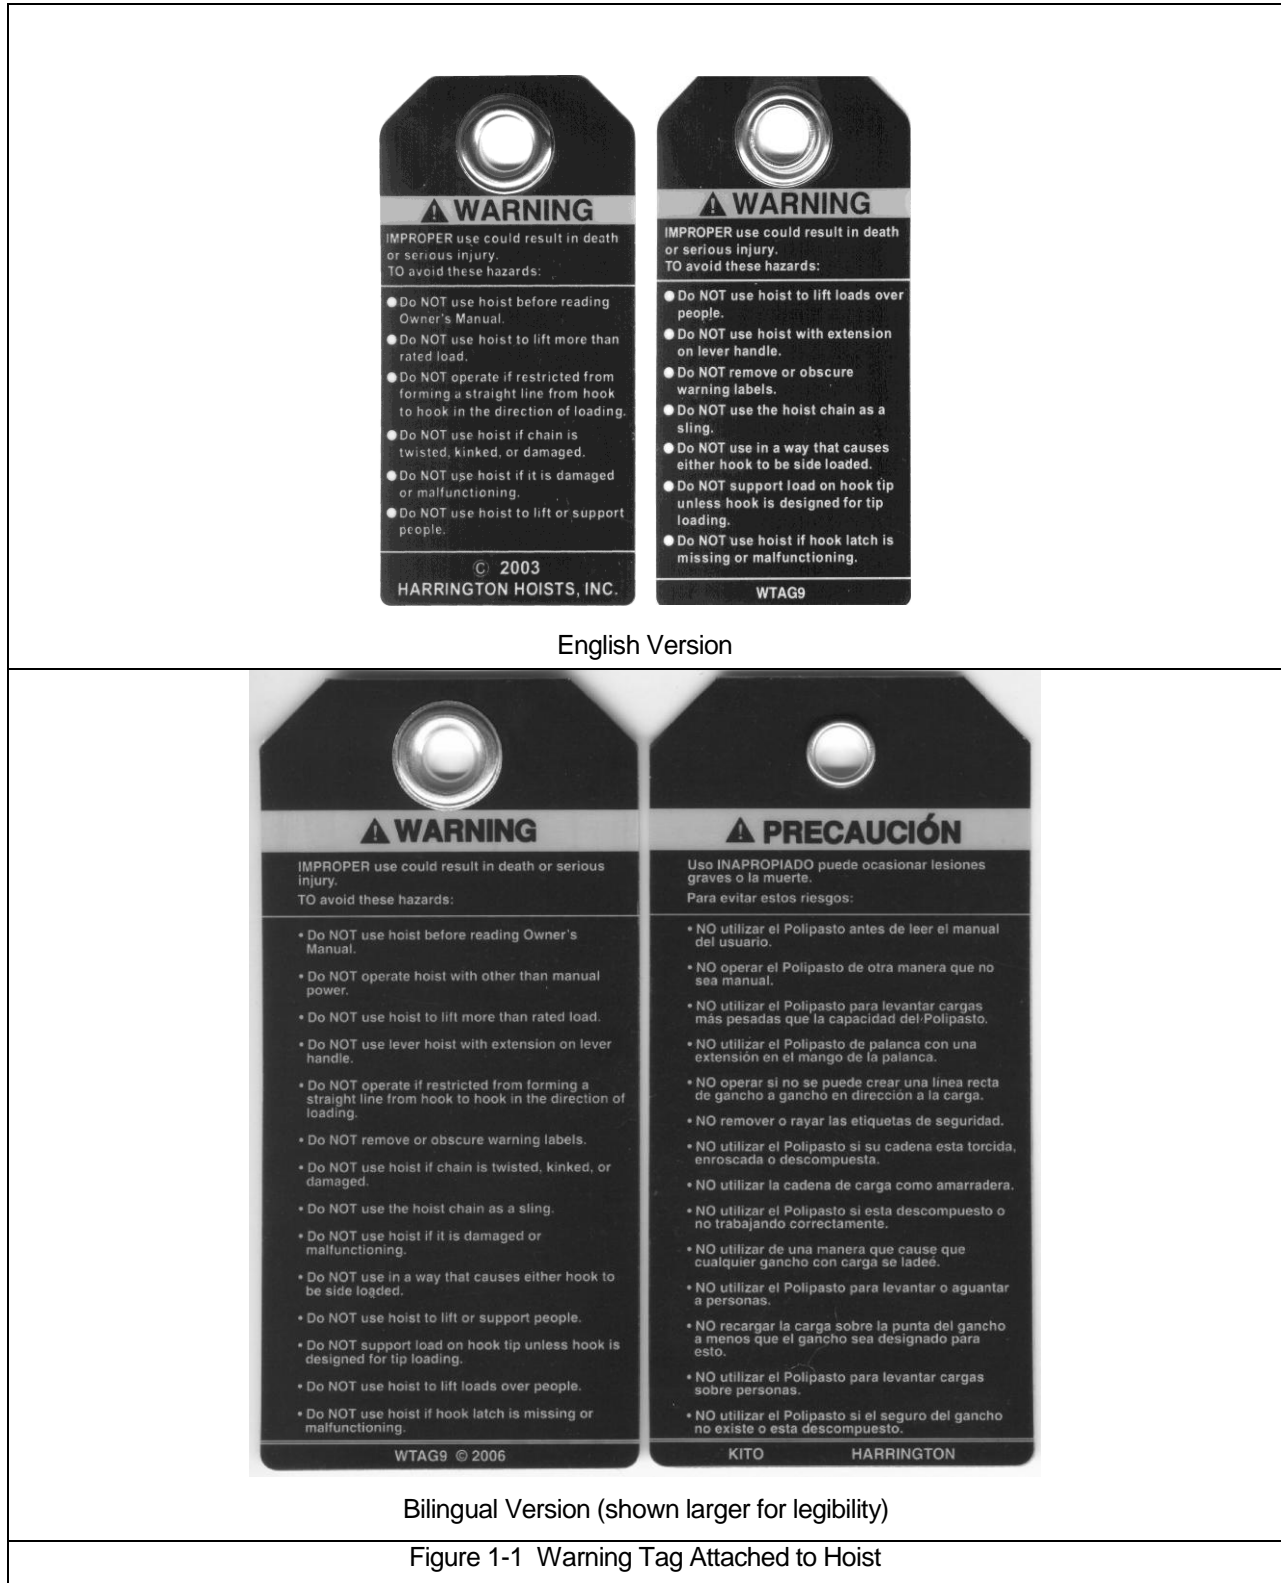 WARNING
IMPROPER use could result in death
or serious injury.
TO avoid these hazards:
Do NOT use hoist before reading
Owner's Manual.
Do NOT use hoist to lift more than
rated load.
Do NOT operate if restricted from
forming a straight line from hook
to hook in the direction of loading.
Do NOT use hoist if chain is
twisted, kinked, or damaged.
Do NOT use hoist if it is damaged
or malfunctioning.
Do NOT use hoist to lift or support
people.
© 2003
HARRINGTON HOISTS, INC.
WARNING
IMPROPER use could result in death
or serious injury.
TO avoid these hazards:
Do NOT use hoist to lift loads over
people.
Do NOT use hoist with extension
on lever handle.
Do NOT remove or obscure
warning labels.
Do NOT use the hoist chain as a
sling.
Do NOT use in a way that causes
either hook to be side loaded.
Do NOT support load on hook tip
unless hook is designed for tip
loading.
Do NOT use hoist if hook latch is
missing or malfunctioning.
WTAG9
English Version
WARNING
IMPROPER use could result in death or serious
injury.
TO avoid these hazards:
• Do NOT use hoist before reading Owner's
Manual.
• Do NOT operate hoist with other than manual
power.
• Do NOT use hoist to lift more than rated load.
• Do NOT use lever hoist with extension on lever
handle.
• Do NOT operate if restricted from forming a
straight line from hook to hook in the direction of
loading.
• Do NOT remove or obscure warning labels.
• Do NOT use hoist if chain is twisted, kinked, or
damaged.
• Do NOT use the hoist chain as a sling.
• Do NOT use hoist if it is damaged or
malfunctioning.
• Do NOT use in a way that causes either hook to
be side loaded.
• Do NOT use hoist to lift or support people.
• Do NOT support load on hook tip unless hook is
designed for tip loading.
• Do NOT use hoist to lift loads over people.
• Do NOT use hoist if hook latch is missing or
malfunctioning.
WTAG9 © 2006
PRECAUCIÓN
Uso INAPROPIADO puede ocasionar lesiones
graves o la muerte.
Para evitar estos riesgos:
• NO utilizar el Polipasto antes de leer el manual
del usuario.
• NO operar el Polipasto de otra manera que no
sea manual.
• NO utilizar el Polipasto para levantar cargas
más pesadas que la capacidad del Polipasto.
• NO utilizar el Polipasto de palanca con una
extensión en el mango de la palanca.
• NO operar si no se puede crear una línea recta
de gancho a gancho en dirección a la carga.
• NO remover o rayar las etiquetas de seguridad.
• NO utilizar el Polipasto si su cadena esta torcida,
enroscada o descompuesta.
• NO utilizar la cadena de carga como amarradera.
• NO utilizar el Polipasto si esta descompuesto o
no trabajando correctamente.
• NO utilizar de una manera que cause que
cualquier gancho con carga se ladeé.
• NO utilizar el Polipasto para levantar o aguantar
a personas.
• NO recargar la carga sobre la punta del gancho
a menos que el gancho sea designado para
esto.
• NO utilizar el Polipasto para levantar cargas
sobre personas.
• NO utilizar el Polipasto si el seguro del gancho
no existe o esta descompuesto.
KITO HARRINGTON
Bilingual Version (shown larger for legibility)
Figure 1-1 Warning Tag Attached to Hoist